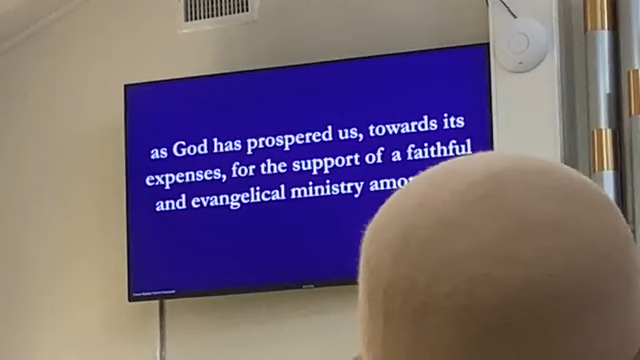 as God has prospered us, towards its
expenses, for the support of a faithful
and evangelical ministry amo